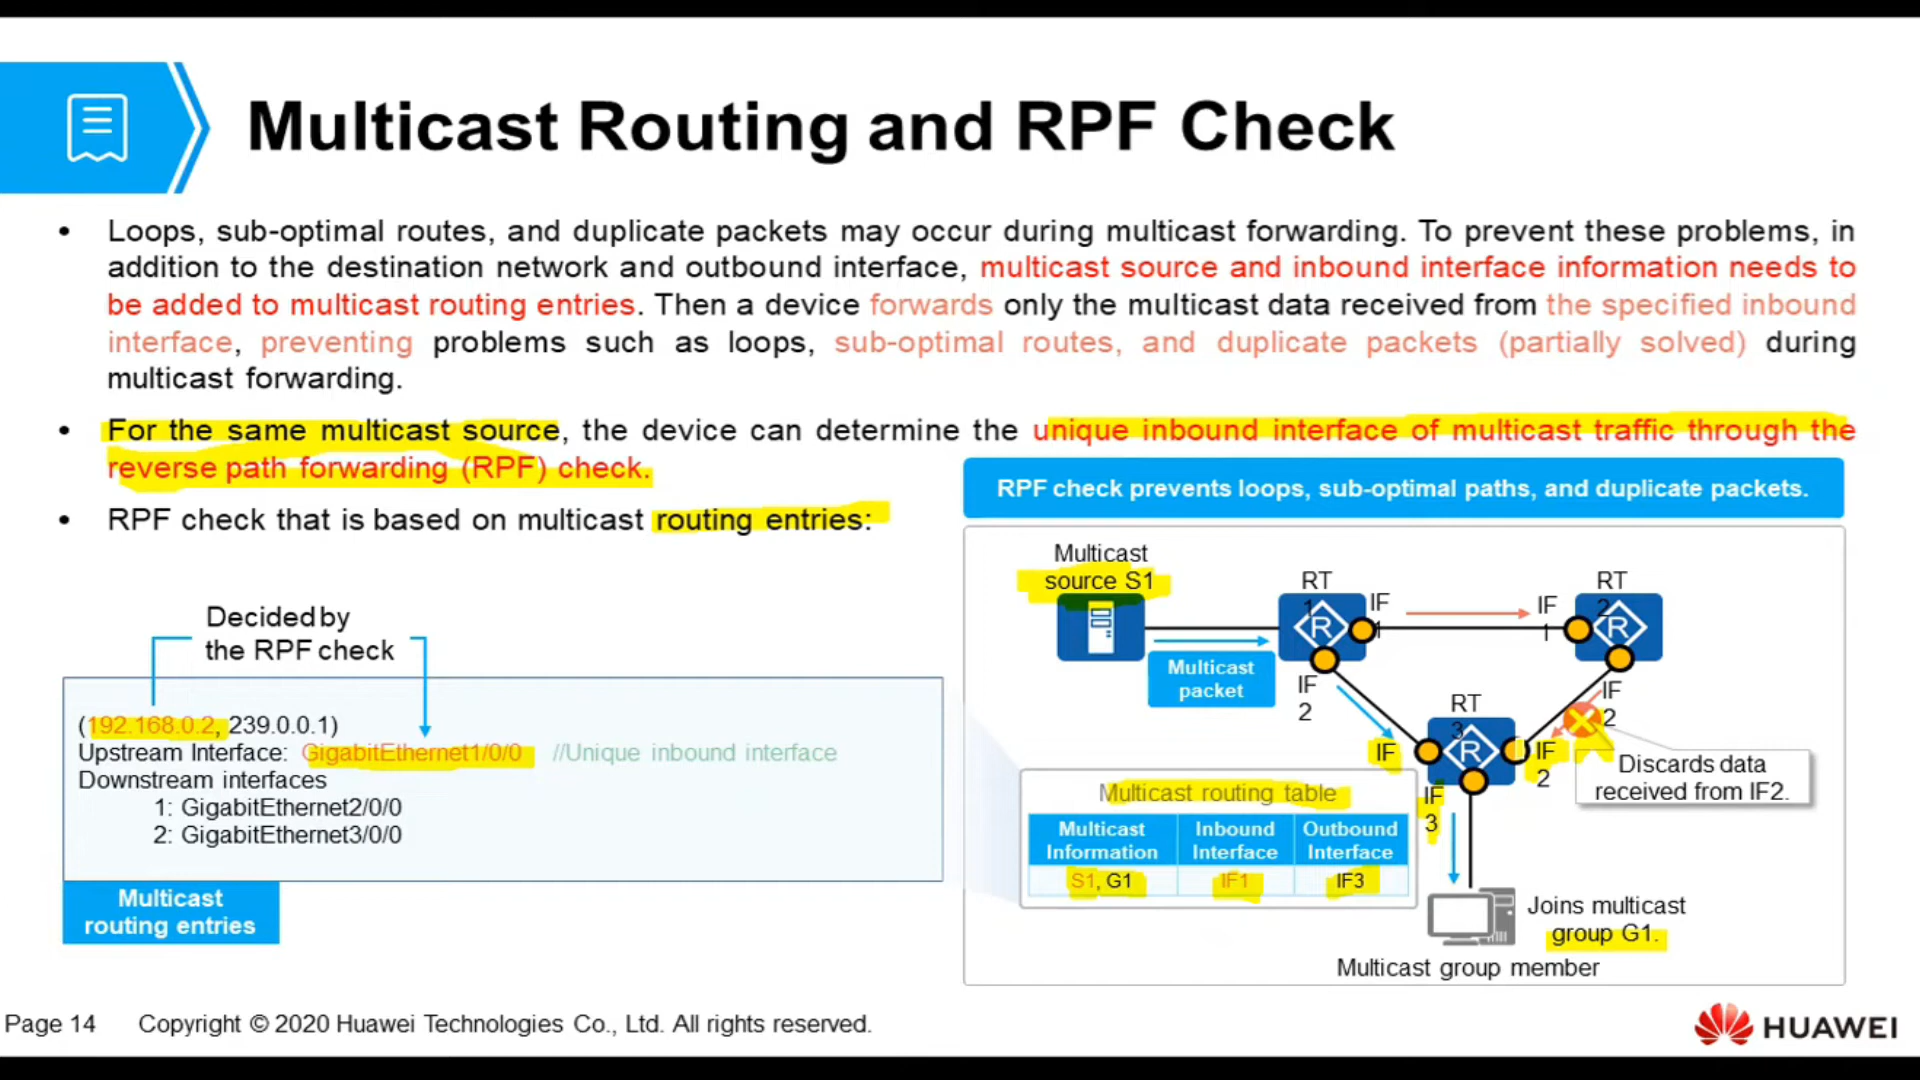 Multicast Routing and RPF Check
• Loops, sub-optimal routes, and duplicate packets may occur during multicast forwarding. To prevent these problems, in
addition to the destination network and outbound interface, multicast source and inbound interface information needs to
be added to multicast routing entries. Then a device forwards only the multicast data received from the specified inbound
interface, preventing problems such as loops, sub-optimal routes, and duplicate packets (partially solved) during
multicast forwarding.
• For the same multicast source, the device can determine the unique inbound interface of multicast traffic through the
reverse path forwarding (RPF) check.
• RPF check that is based on multicast routing entries:
Decided by
the RPF check
(192.168.0.2, 239.0.0.1)
Upstream Interface: GigabitEthernet1/0/0 //Unique inbound interface
Downstream interfaces
1: GigabitEthernet2/0/0
2: GigabitEthernet3/0/0
Multicast
routing entries
RPF check prevents loops, sub-optimal paths, and duplicate packets.
Multicast
source S1
RT
1
R
IF
1
IF
1
RT
2
R
Multicast
packet
IF
2
IF
2
RT
3
R
IF
IF
2
IF
3
Discards data
received from IF2.
Multicast routing table
Multicast Information Inbound Interface Outbound Interface
S1, G1 IF1 IF3
Joins multicast
group G1.
Multicast group member
Page 14 Copyright © 2020 Huawei Technologies Co., Ltd. All rights reserved.
HUAWEI